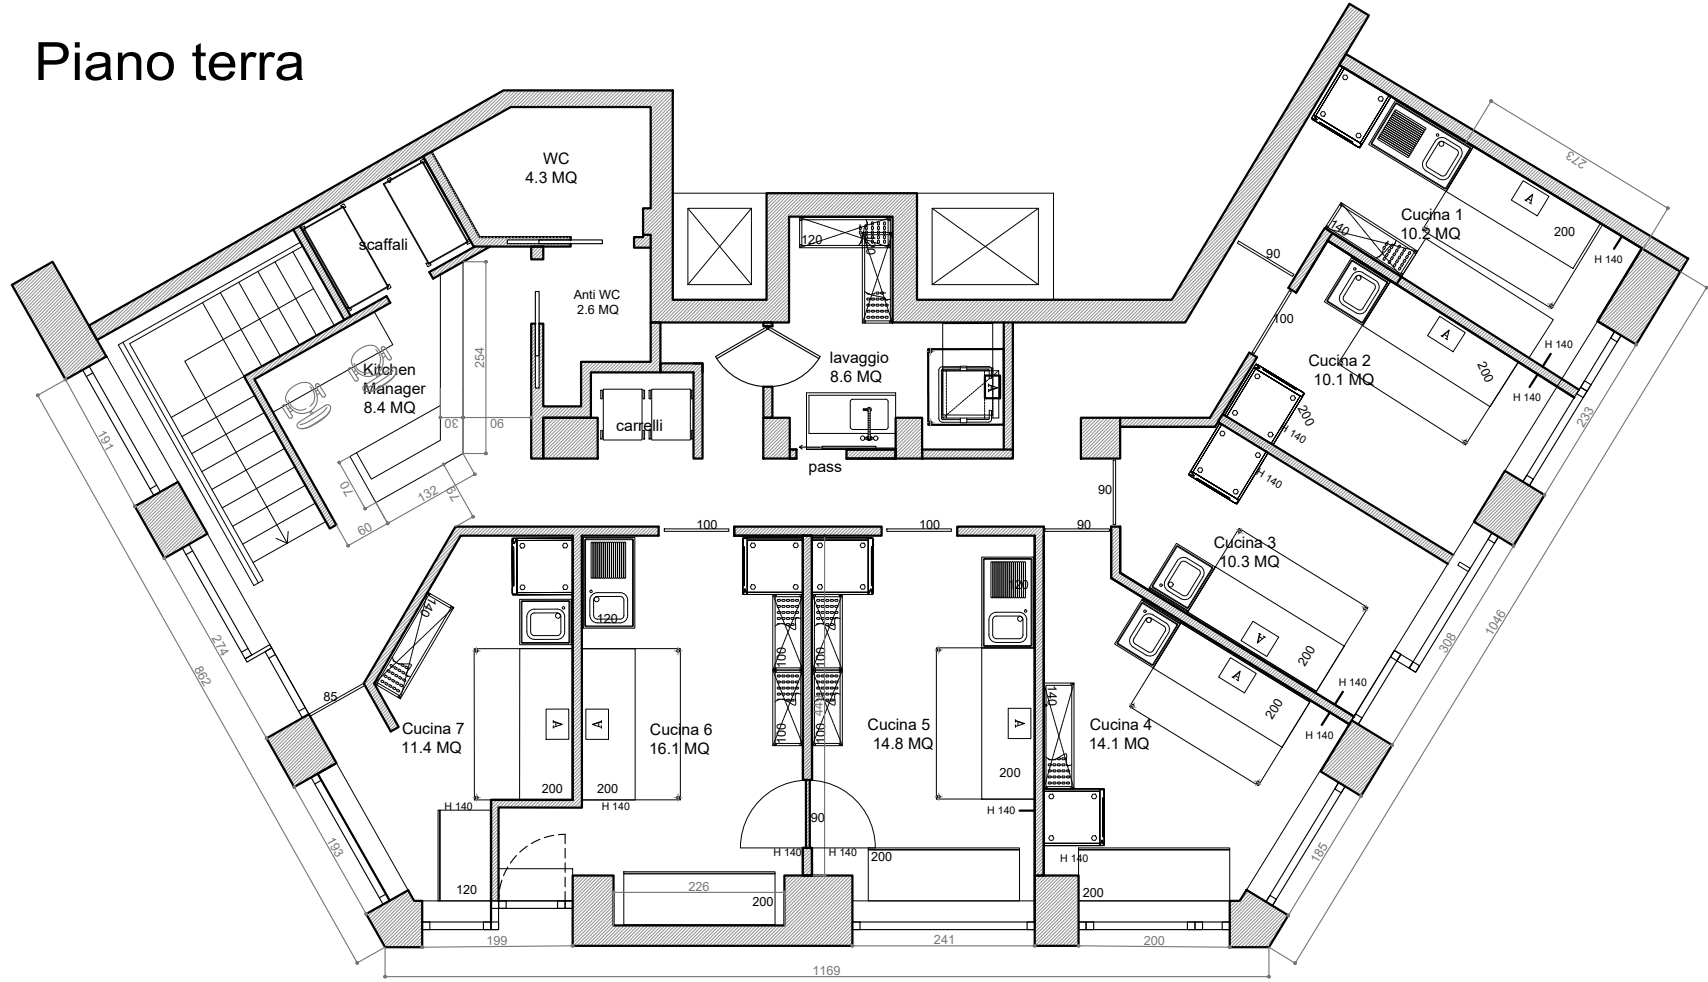 Piano terra
WC
4.3 MQ
scaffali
Anti WC
2.6 MQ
Kitchen
Manager
8.4 MQ
254
30
90
70
132
79
60
191
274
862
193
carrelli
lavaggio
8.6 MQ
120
120
A
pass
Cucina 1
10.2 MQ
140
A
200
H 140
273
90
100
Cucina 2
10.1 MQ
A
200
H 140
H 140
200
H 140
H 140
233
90
90
Cucina 3
10.3 MQ
A
200
H 140
308
1046
100
100
Cucina 4
14.1 MQ
140
A
200
H 140
H 140
200
185
Cucina 5
14.8 MQ
120
A
200
H 140
200
100
100
441
90
H 140
H 140
Cucina 6
16.1 MQ
120
A
200
H 140
100
100
226
200
Cucina 7
11.4 MQ
140
85
A
200
H 140
120
199
241
200
1169